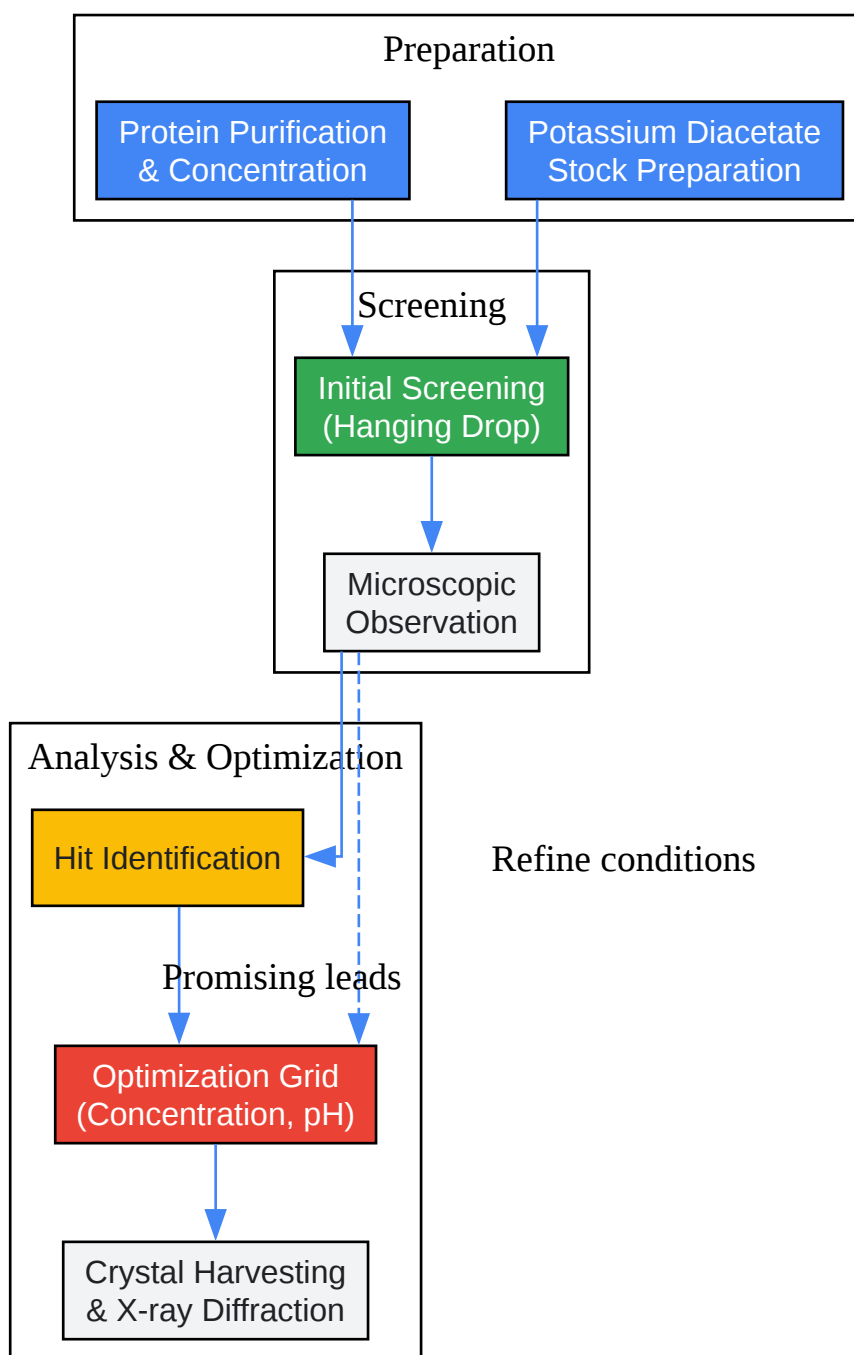 Preparation
Protein Purification
& Concentration
Potassium Diacetate
Stock Preparation
Screening
Initial Screening
(Hanging Drop)
Microscopic
Observation
Analysis & Optimization
Hit Identification
Refine conditions
Promising leads
Optimization Grid
(Concentration, pH)
Crystal Harvesting
& X-ray Diffraction